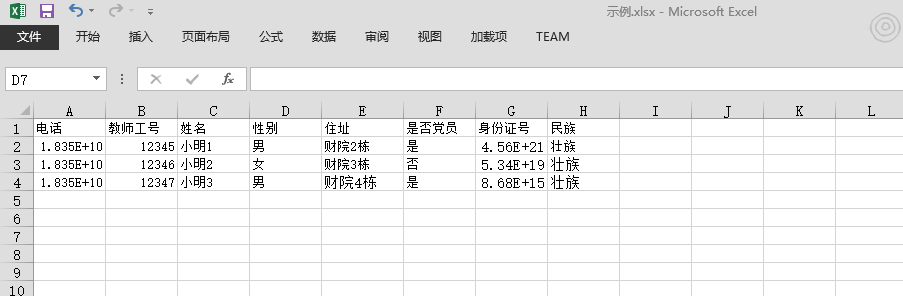 示例.xlsx - Microsoft Excel
文件 开始 插入 页面布局 公式 数据 审阅 视图 加载项 TEAM
D7 fx
A B C D E F G H I J K L
1 电话 教师工号 姓名 性别 住址 是否党员 身份证号 民族
2 1.835E+10 12345 小明1 男 财院2栋 是 4.56E+21 壮族
3 1.835E+10 12346 小明2 女 财院3栋 否 5.34E+19 壮族
4 1.835E+10 12347 小明3 男 财院4栋 是 8.68E+15 壮族
5
6
7
8
9
10